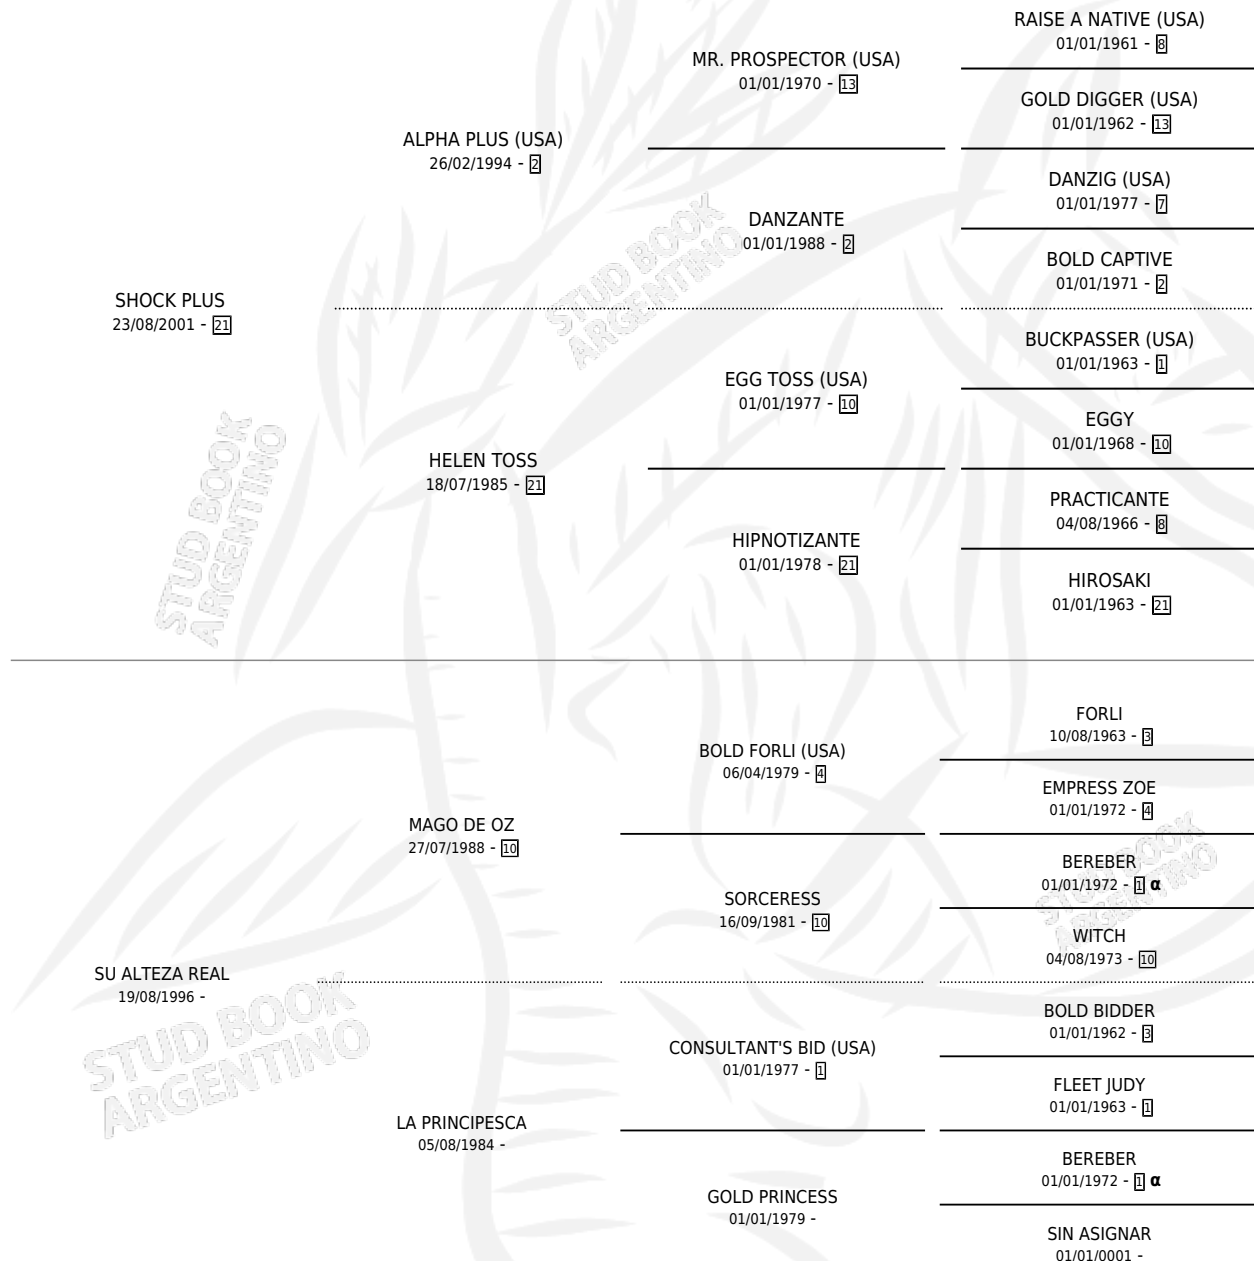 RAISE A NATIVE (USA)
01/01/1961 - 8
MR. PROSPECTOR (USA)
01/01/1970 - 13
GOLD DIGGER (USA)
01/01/1962 - 13
ALPHA PLUS (USA)
26/02/1994 - 2
DANZIG (USA)
01/01/1977 - 7
DANZANTE
01/01/1988 - 2
BOLD CAPTIVE
01/01/1971 - 2
SHOCK PLUS
23/08/2001 - 21
BUCKPASSER (USA)
01/01/1963 - 1
EGG TOSS (USA)
01/01/1977 - 10
EGGY
01/01/1968 - 10
HELEN TOSS
18/07/1985 - 21
PRACTICANTE
04/08/1966 - 8
HIPNOTIZANTE
01/01/1978 - 21
HIROSAKI
01/01/1963 - 21
FORLI
10/08/1963 - 3
BOLD FORLI (USA)
06/04/1979 - 4
EMPRESS ZOE
01/01/1972 - 4
MAGO DE OZ
27/07/1988 - 10
BEREBER
01/01/1972 - 1 α
SORCERESS
16/09/1981 - 10
WITCH
04/08/1973 - 10
SU ALTEZA REAL
19/08/1996 -
BOLD BIDDER
01/01/1962 - 3
CONSULTANT'S BID (USA)
01/01/1977 - 1
FLEET JUDY
01/01/1963 - 1
LA PRINCIPESCA
05/08/1984 -
BEREBER
01/01/1972 - 1 α
GOLD PRINCESS
01/01/1979 -
SIN ASIGNAR
01/01/0001 -
STUD BOOK
ARGENTINO
STUD BOOK
ARGENTINO
STUD BOOK
ARGENTINO
STUD BOOK
ARGENTINO